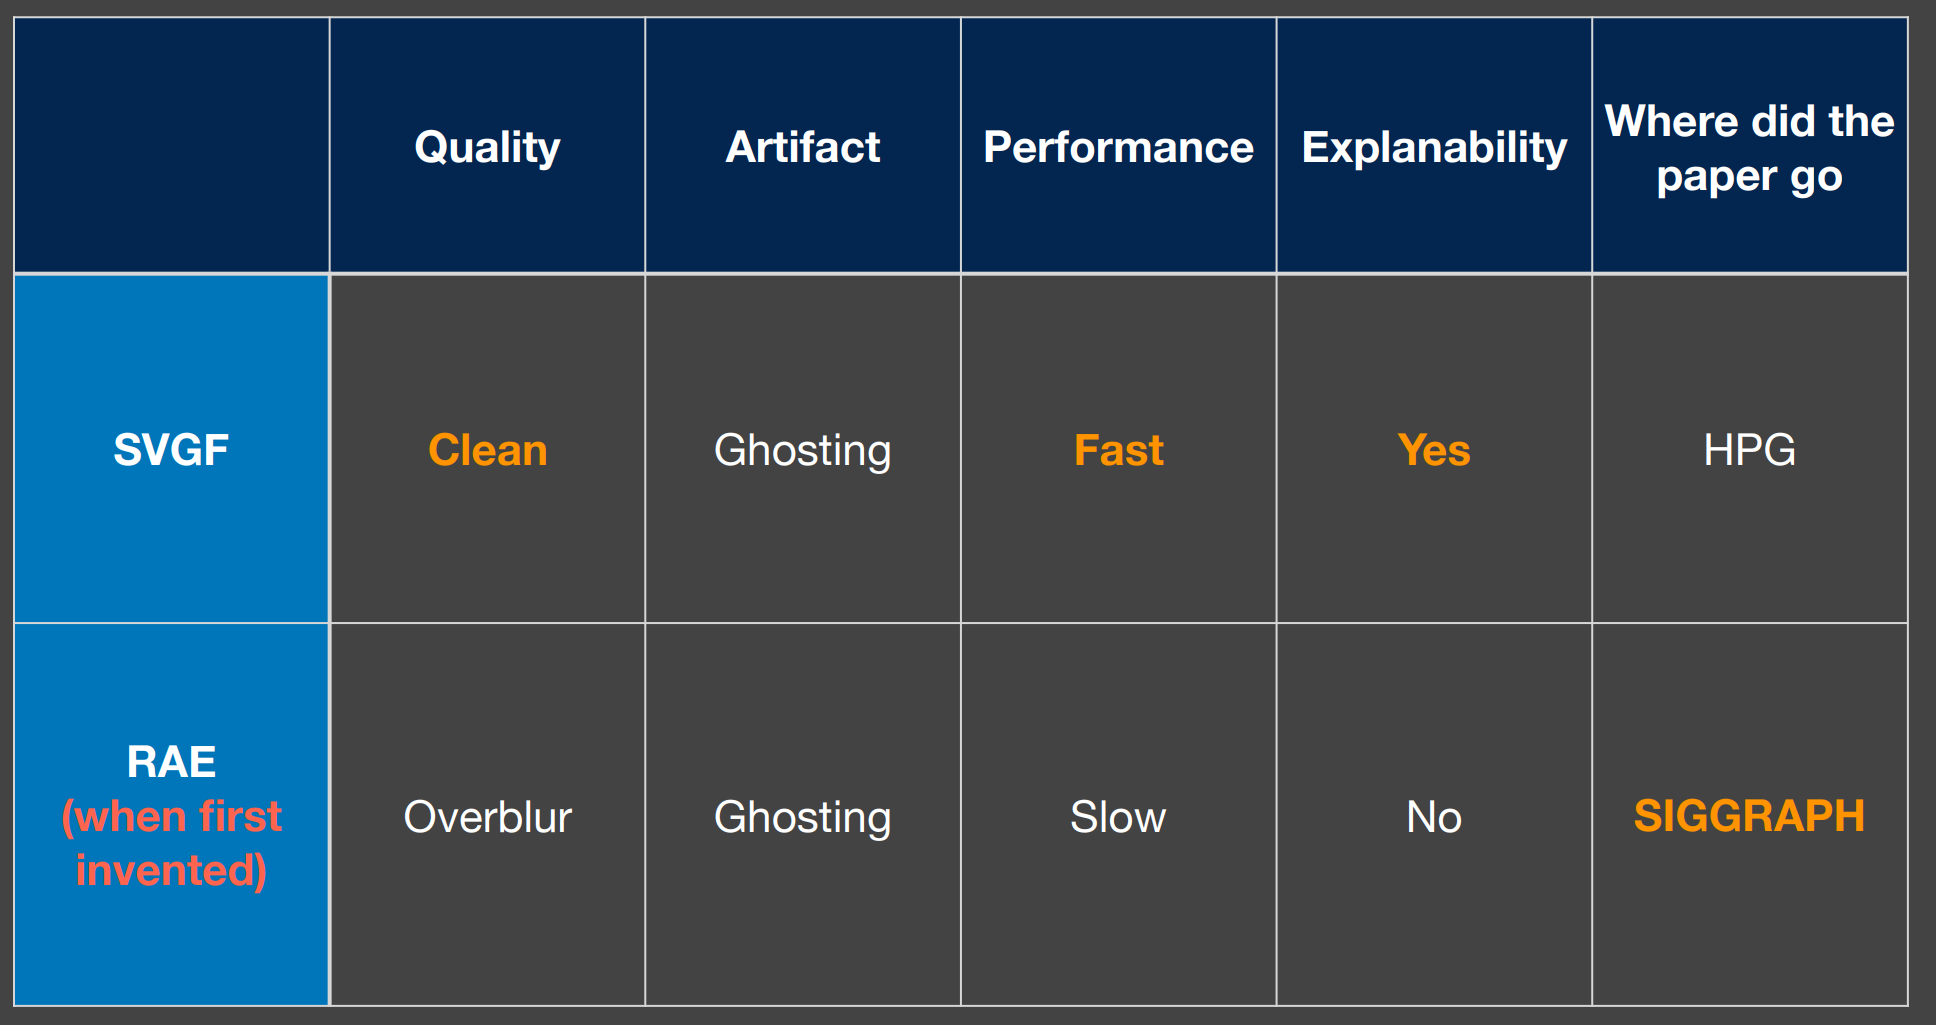 Quality
Artifact
Performance
Explanability
Where did the
paper go
SVGF
Clean
Ghosting
Fast
Yes
HPG
RAE
(when first
invented)
Overblur
Ghosting
Slow
No
SIGGRAPH